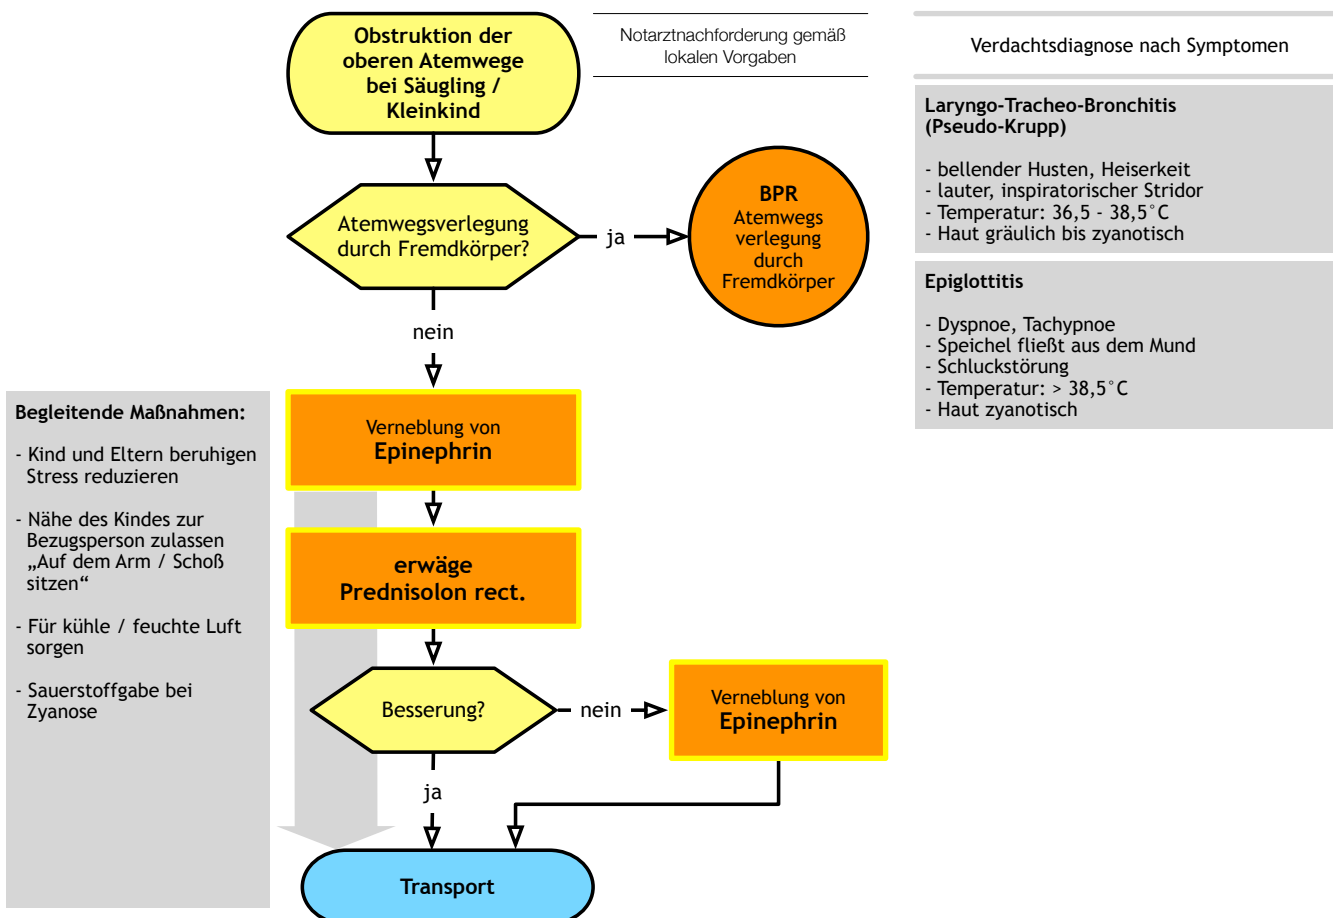 Obstruktion der
oberen Atemwege
bei Säugling /
Kleinkind
Notarztnachforderung gemäß
lokalen Vorgaben
Verdachtsdiagnose nach Symptomen
Laryngo-Tracheo-Bronchitis
(Pseudo-Krupp)
- bellender Husten, Heiserkeit
- lauter, inspiratorischer Stridor
- Temperatur: 36,5 - 38,5°C
- Haut gräulich bis zyanotisch
Epiglottitis
- Dyspnoe, Tachypnoe
- Speichel fließt aus dem Mund
- Schluckstörung
- Temperatur: > 38,5°C
- Haut zyanotisch
Atemwegsverlegung
durch Fremdkörper?
ja
BPR
Atemwegs
verlegung
durch
Fremdkörper
nein
Begleitende Maßnahmen:
- Kind und Eltern beruhigen
Stress reduzieren
- Nähe des Kindes zur
Bezugsperson zulassen
„Auf dem Arm / Schoß
sitzen“
- Für kühle / feuchte Luft
sorgen
- Sauerstoffgabe bei
Zyanose
Verneblung von
Epinephrin
erwäge
Prednisolon rect.
Besserung?
nein
Verneblung von
Epinephrin
ja
Transport